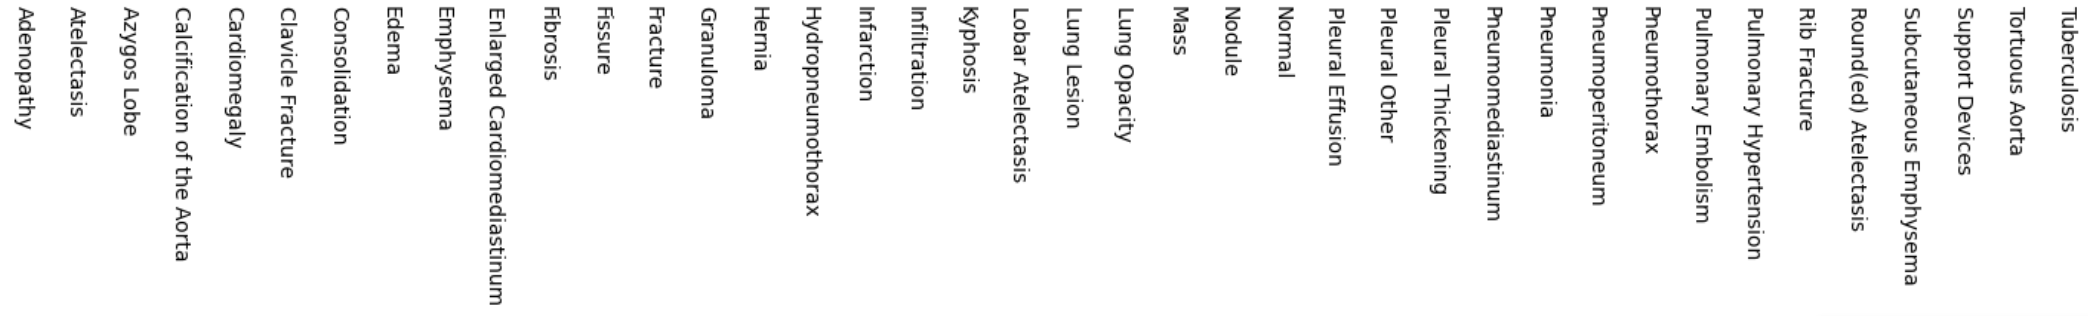 Adenopathy
Atelectasis
Azygos Lobe
Calcification of the Aorta
Cardiomegaly
Clavicle Fracture
Consolidation
Edema
Emphysema
Enlarged Cardiomediastinum
Fibrosis
Fissure
Fracture
Granuloma
Hernia
Hydropneumothorax
Infarction
Infiltration
Kyphosis
Lobar Atelectasis
Lung Lesion
Lung Opacity
Mass
Nodule
Normal
Pleural Effusion
Pleural Other
Pleural Thickening
Pneumomediastinum
Pneumonia
Pneumoperitoneum
Pneumothorax
Pulmonary Embolism
Pulmonary Hypertension
Rib Fracture
Round(ed) Atelectasis
Subcutaneous Emphysema
Support Devices
Tortuous Aorta
Tuberculosis